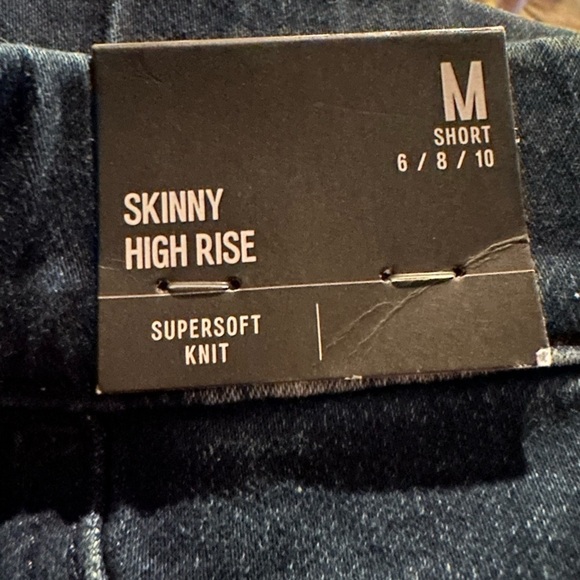 M
SHORT
6 / 8 / 10
SKINNY
HIGH RISE
SUPERSOFT
KNIT